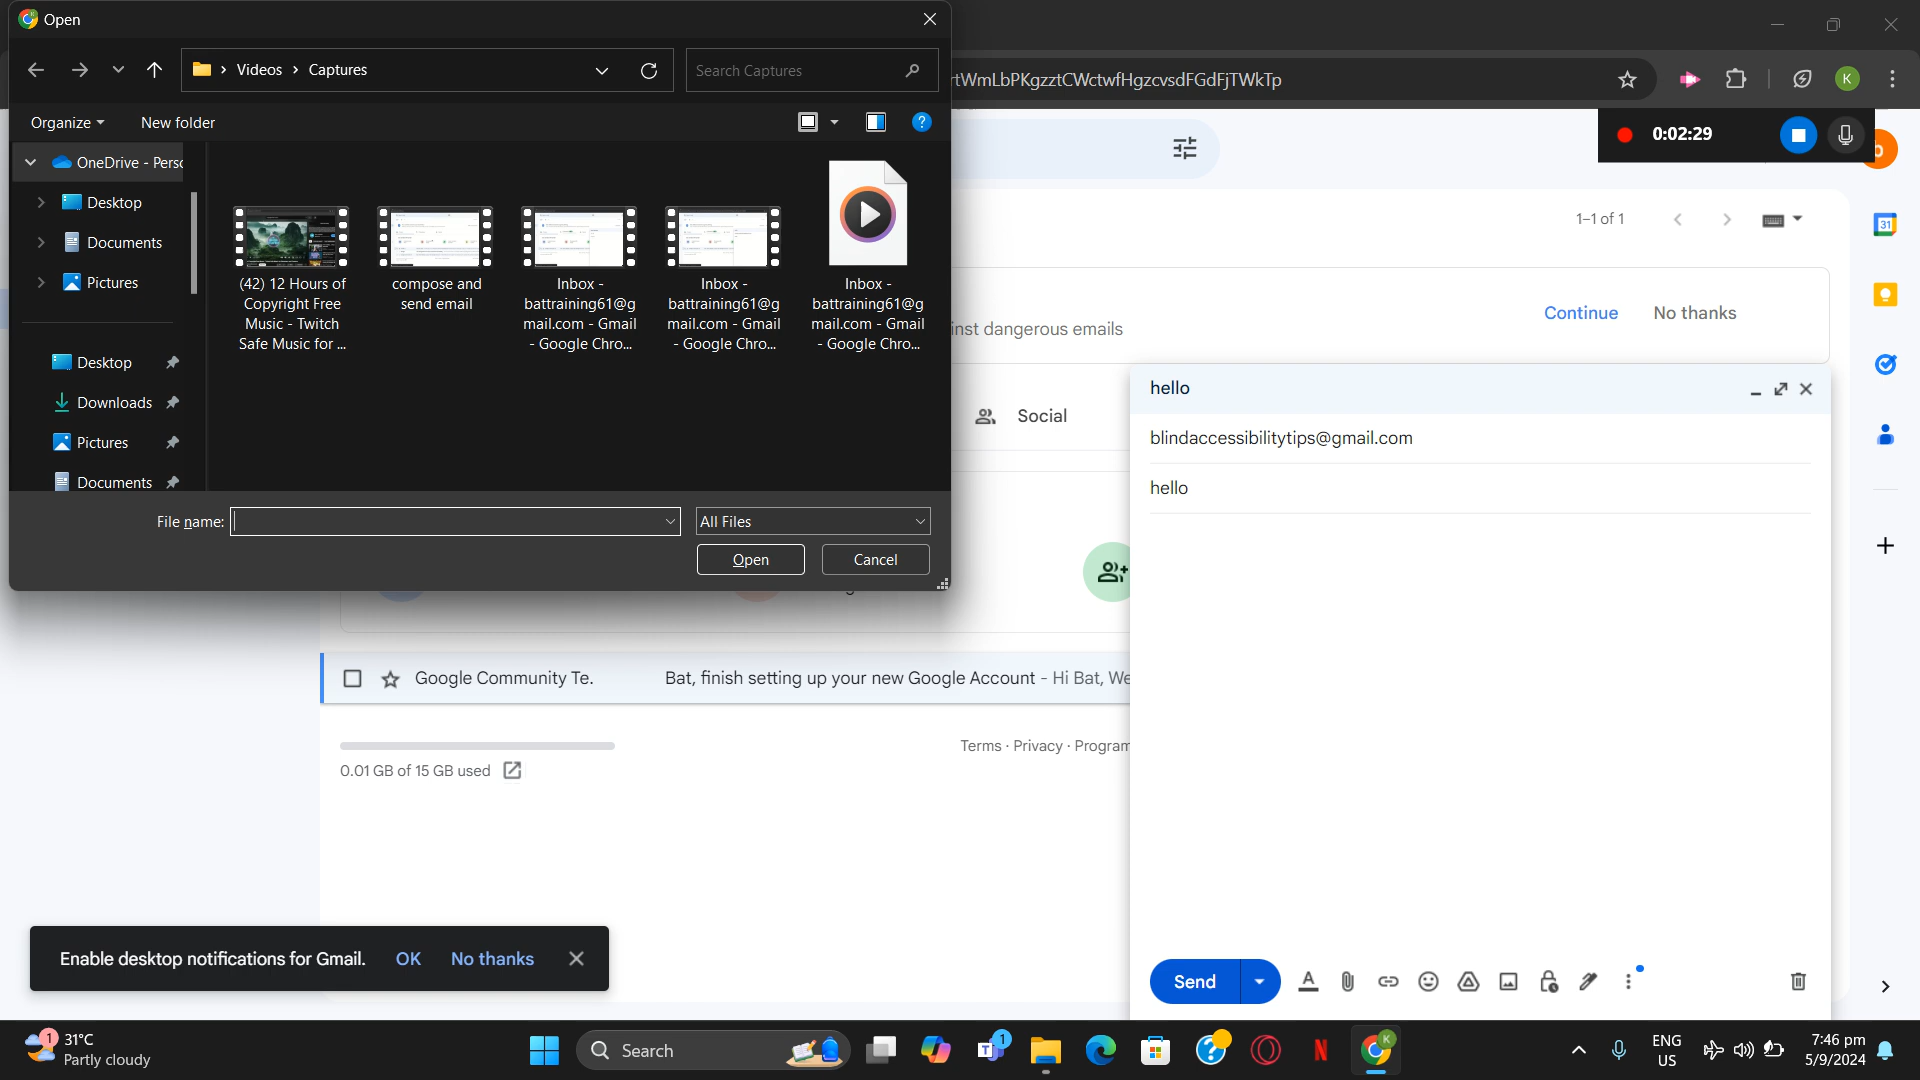 Open
Videos > Captures
Search Captures
Organize
New folder
OneDrive - Perso
Desktop
Documents
Pictures
Desktop
Downloads
Pictures
Documents
(42) 12 Hours of
Copyright Free
Music - Twitch
Safe Music for ...
compose and
send email
Inbox -
battraining61@g
mail.com - Gmail
- Google Chro...
Inbox -
battraining61@g
mail.com - Gmail
- Google Chro...
Inbox -
battraining61@g
mail.com - Gmail
- Google Chro...
File name:
All Files
Open
Cancel
rtWmLbPKgzztCWctwfHgzcvsdFGdFjTWkTp
K
0:02:29
b
1–1 of 1
31
inst dangerous emails
Continue
No thanks
Social
hello
blindaccessibilitytips@gmail.com
hello
Google Community Te.
Bat, finish setting up your new Google Account - Hi Bat, We
0.01 GB of 15 GB used
Terms · Privacy · Program
Enable desktop notifications for Gmail.
OK
No thanks
Send
1
31°C
Partly cloudy
Search
1
K
ENG
US
7:46 pm
5/9/2024